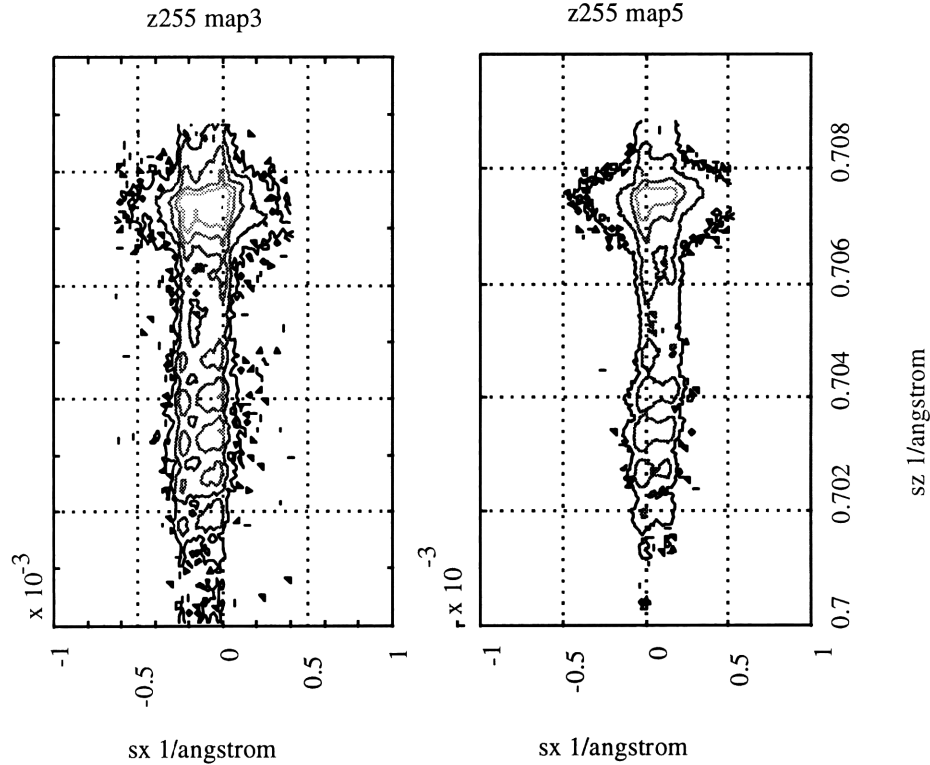 z255 map3
z255 map5
x 10^-3
x 10^-3
-1
-0.5
0
0.5
1
-1
-0.5
0
0.5
1
0.708
0.706
0.704
0.702
0.7
sx 1/angstrom
sx 1/angstrom
sz 1/angstrom